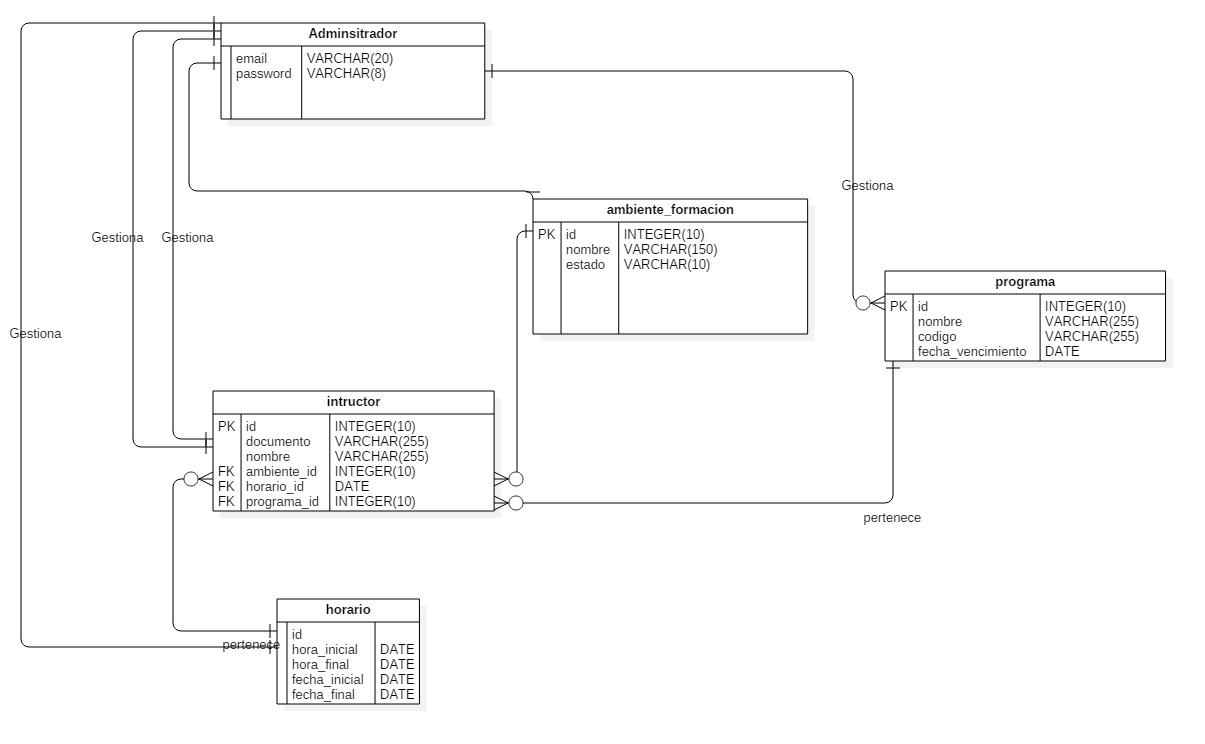 Adminsitrador
email VARCHAR(20)
password VARCHAR(8)
Gestiona
ambiente_formacion
PK id INTEGER(10)
nombre VARCHAR(150)
estado VARCHAR(10)
Gestiona
Gestiona
programa
PK id INTEGER(10)
nombre VARCHAR(255)
codigo VARCHAR(255)
fecha_vencimiento DATE
Gestiona
intructor
PK id INTEGER(10)
documento VARCHAR(255)
nombre VARCHAR(255)
FK ambiente_id INTEGER(10)
FK horario_id DATE
FK programa_id INTEGER(10)
pertenece
horario
id
hora_inicial DATE
hora_final DATE
fecha_inicial DATE
fecha_final DATE
pertenece